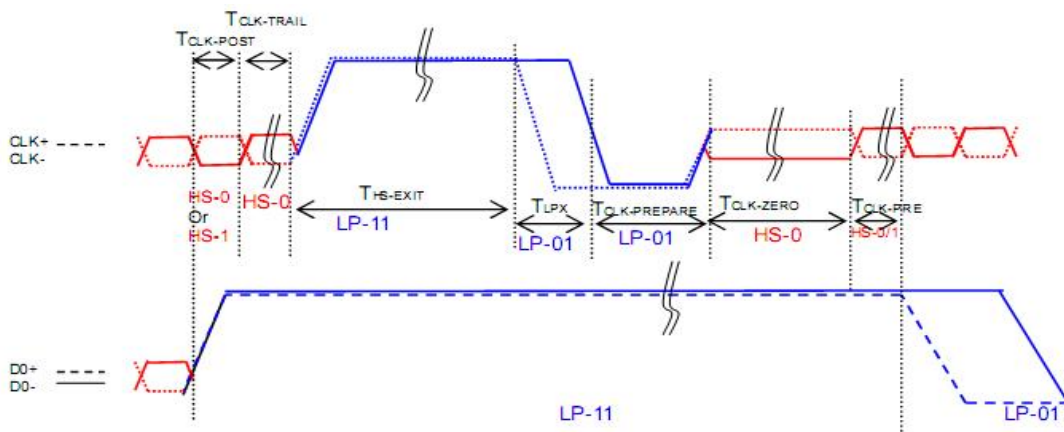 TCLK-TRAIL
TCLK-POST
CLK+
CLK-
HS-0
Or
HS-1
HS-0
THS-EXIT
LP-11
TLPX
LP-01
TCLK-PREPARE
LP-01
TCLK-ZERO
HS-0
TCLK-PRE
HS-0/1
D0+
D0-
LP-11
LP-01